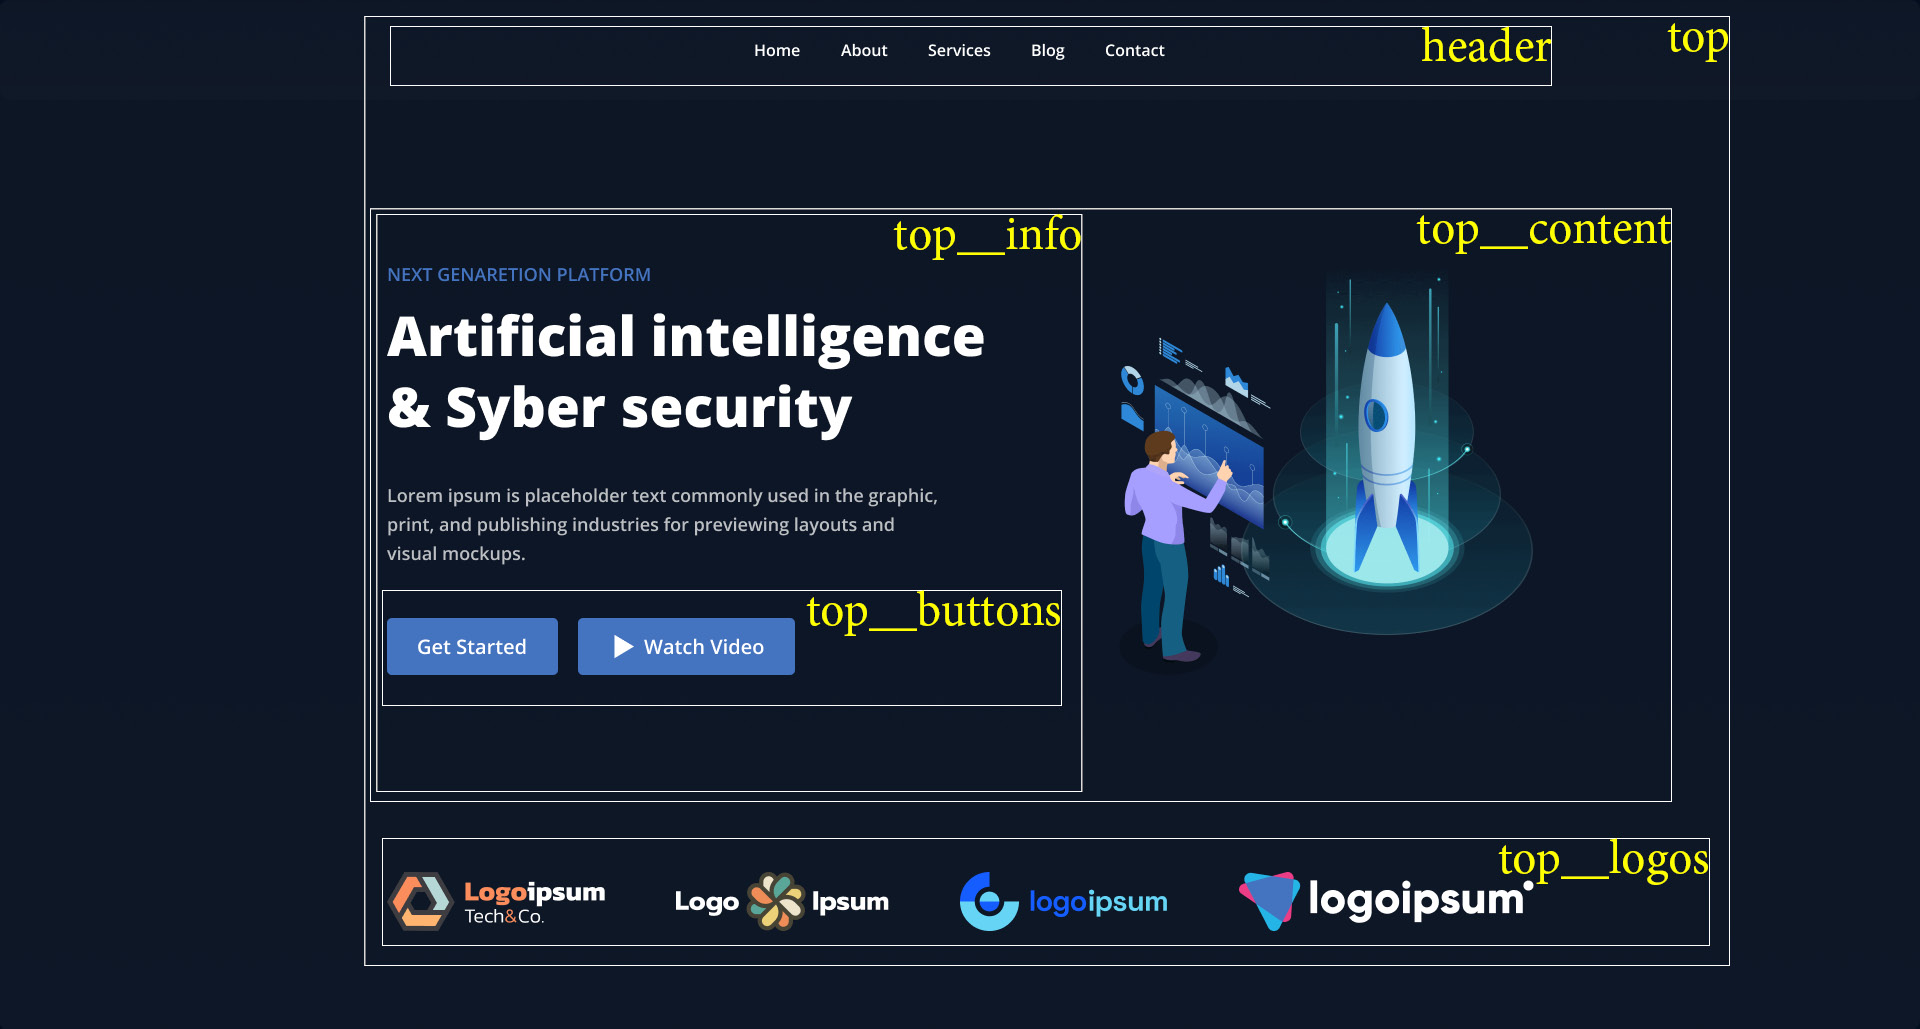 Home About Services Blog Contact
header
top
top__info
top__content
NEXT GENARETION PLATFORM
Artificial intelligence
& Syber security
Lorem ipsum is placeholder text commonly used in the graphic,
print, and publishing industries for previewing layouts and
visual mockups.
top__buttons
Get Started
Watch Video
top__logos
Logoipsum
Tech&Co.
Logo Ipsum
logoipsum
logoipsum